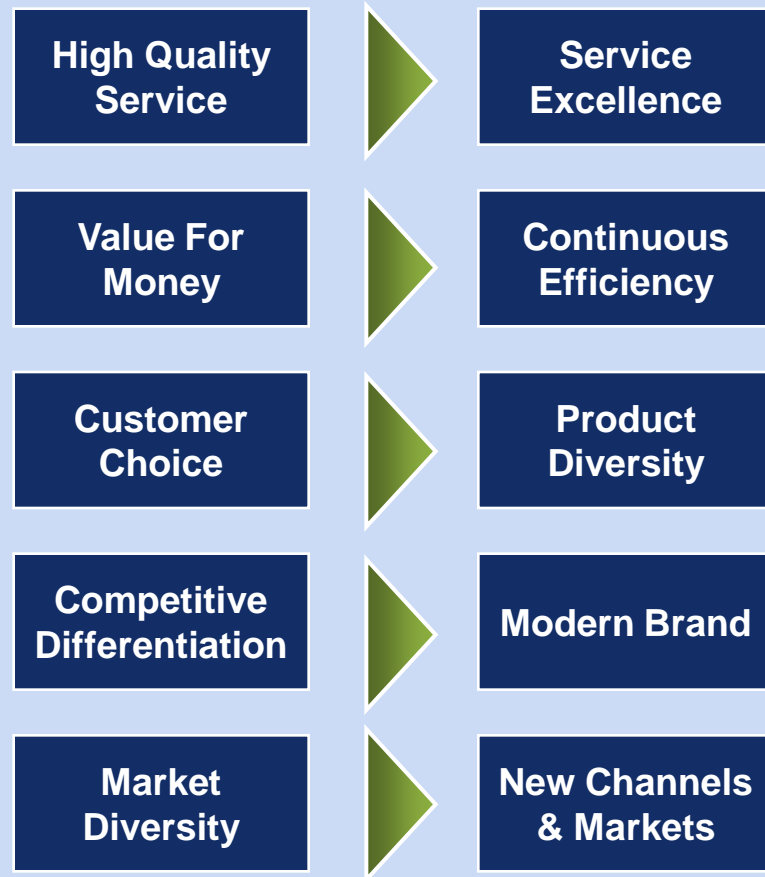 High Quality
Service
Service
Excellence
Value For
Money
Continuous
Efficiency
Customer
Choice
Product
Diversity
Competitive
Differentiation
Modern Brand
Market
Diversity
New Channels
& Markets